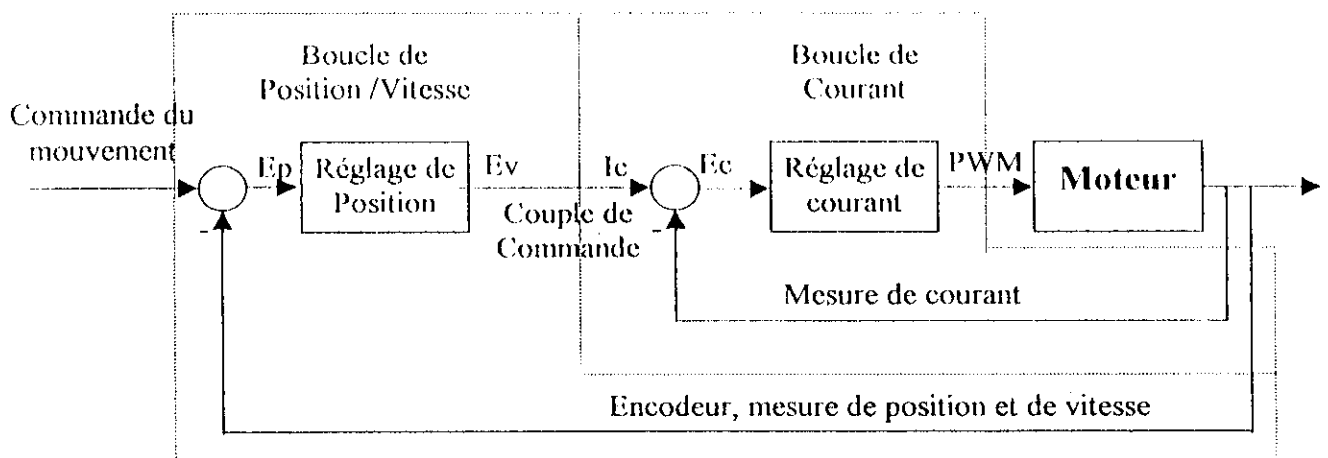 Boucle de
Position /Vitesse
Boucle de
Courant
Commande du
mouvement
Ep
Réglage de
Position
Ev
Ic
Couple de
Commande
Ec
Réglage de
courant
PWM
Moteur
-
-
Mesure de courant
Encodeur, mesure de position et de vitesse